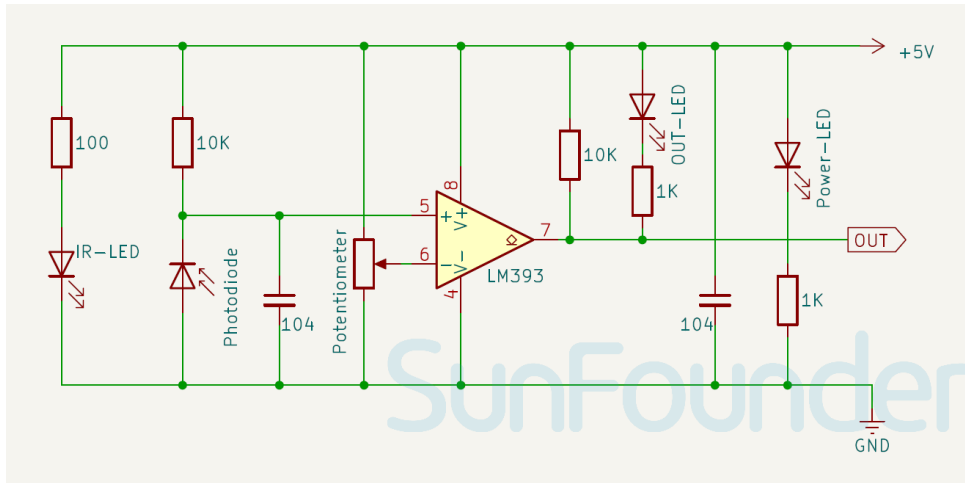 +5V
100
10K
IR-LED
Photodiode
104
Potentiometer
5
6
+
V+
-
V-
8
4
7
LM393
10K
OUT-LED
1K
104
Power-LED
1K
OUT
GND
SunFounder